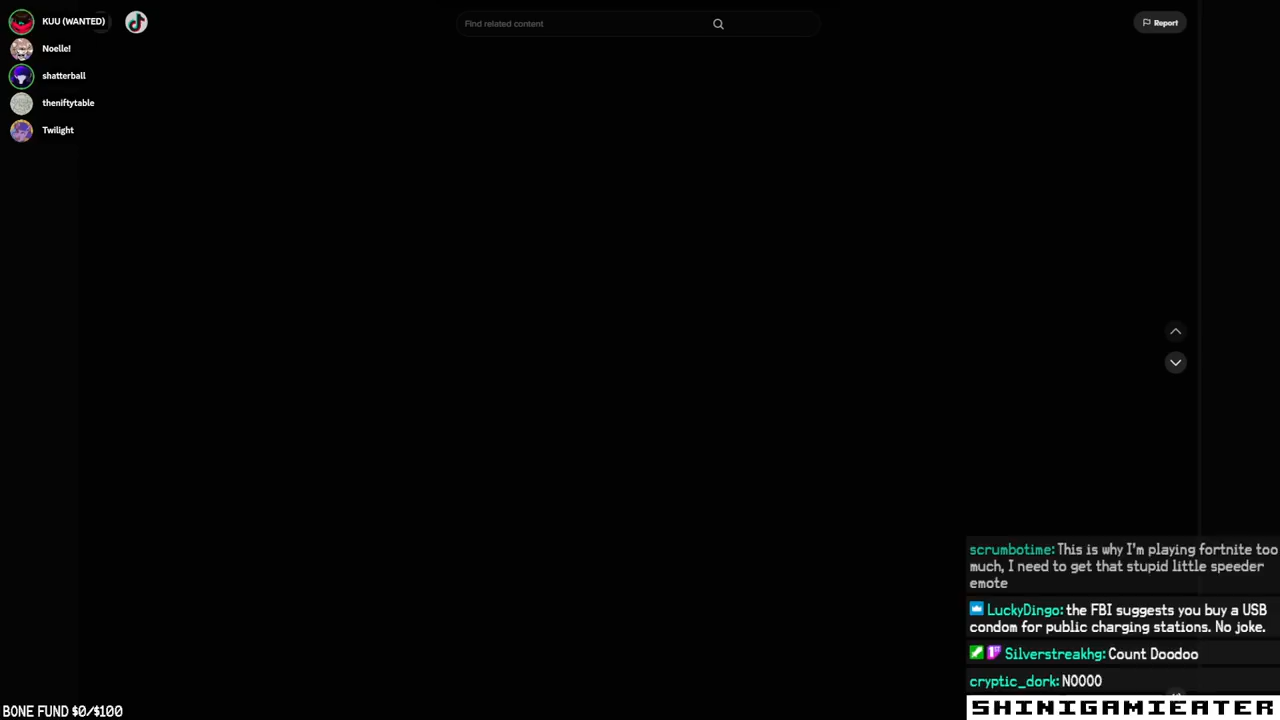 KUU (WANTED)
Find related content
Report
Noelle!
shatterball
theniftytable
Twilight
scrumbotime: This is why I'm playing fortnite too
much, I need to get that stupid little speeder
emote
LuckyDingo: the FBI suggests you buy a USB
condom for public charging stations. No joke.
Silverstreakhg: Count Doodoo
cryptic_dork: NOOOO
BONE FUND $0/$100
SHINIGAMIEATER